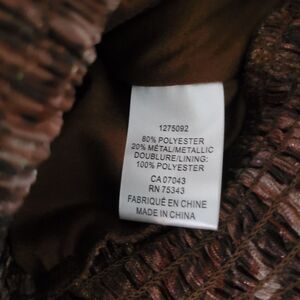 1275092
80% POLYESTER
20% MÉTAL/METALLIC
DOUBLURE/LINING:
100% POLYESTER
CA 07043
RN 75343
FABRIQUÉ EN CHINE
MADE IN CHINA